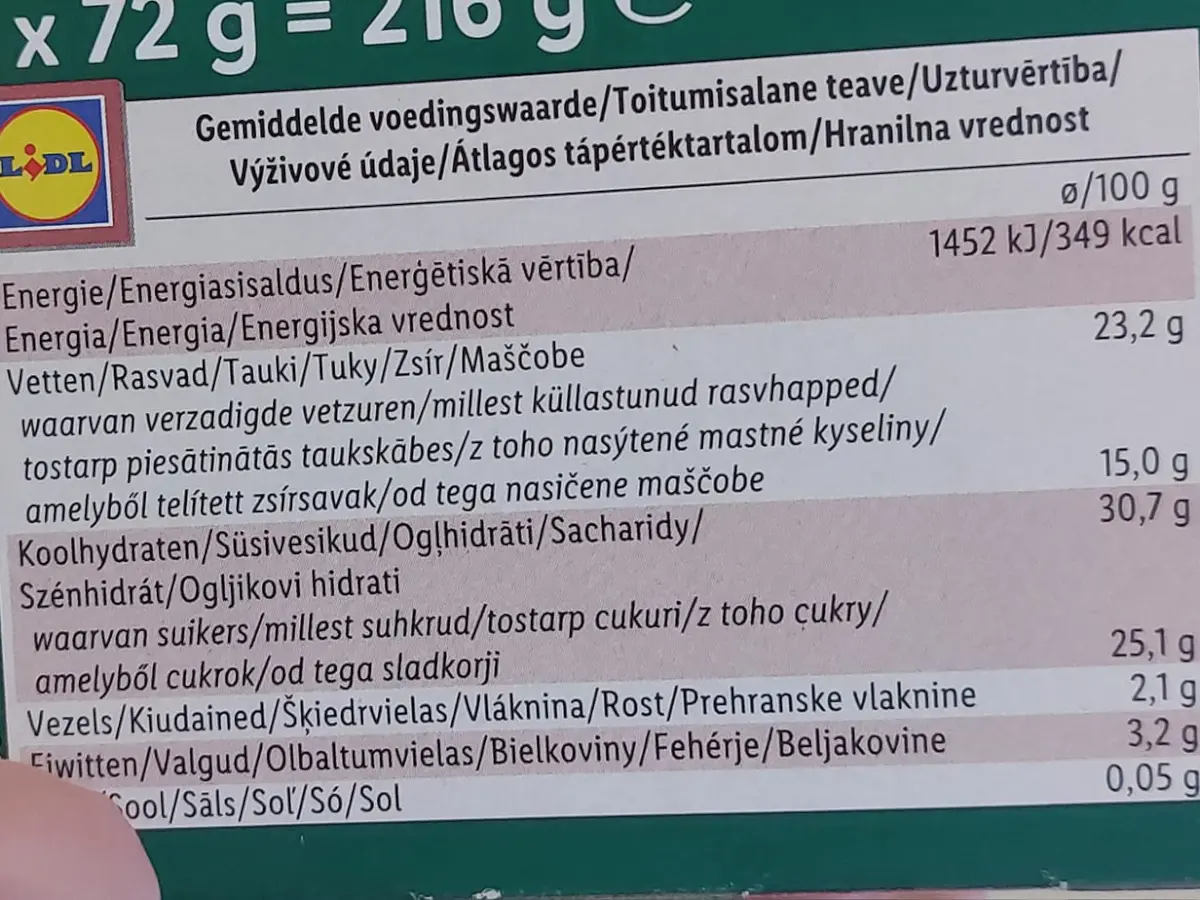 x 72 g = 216 g ℮
LIDL
Gemiddelde voedingswaarde/Toitumisalane teave/Uzturvērtība/
Výživové údaje/Átlagos tápértéktartalom/Hranilna vrednost
ø/100 g
Energie/Energiasisaldus/Enerģētiskā vērtība/ 1452 kJ/349 kcal
Energia/Energia/Energijska vrednost
Vetten/Rasvad/Tauki/Tuky/Zsír/Maščobe 23,2 g
waarvan verzadigde vetzuren/millest küllastunud rasvhapped/
tostarp piesātinātās taukskābes/z toho nasýtené mastné kyseliny/
amelyből telített zsírsavak/od tega nasičene maščobe 15,0 g
Koolhydraten/Süsivesikud/Ogļhidrāti/Sacharidy/ 30,7 g
Szénhidrát/Ogljikovi hidrati
waarvan suikers/millest suhkrud/tostarp cukuri/z toho cukry/
amelyből cukrok/od tega sladkorji 25,1 g
Vezels/Kiudained/Šķiedrvielas/Vláknina/Rost/Prehranske vlaknine 2,1 g
Eiwitten/Valgud/Olbaltumvielas/Bielkoviny/Fehérje/Beljakovine 3,2 g
/Sool/Sāls/Soľ/Só/Sol 0,05 g